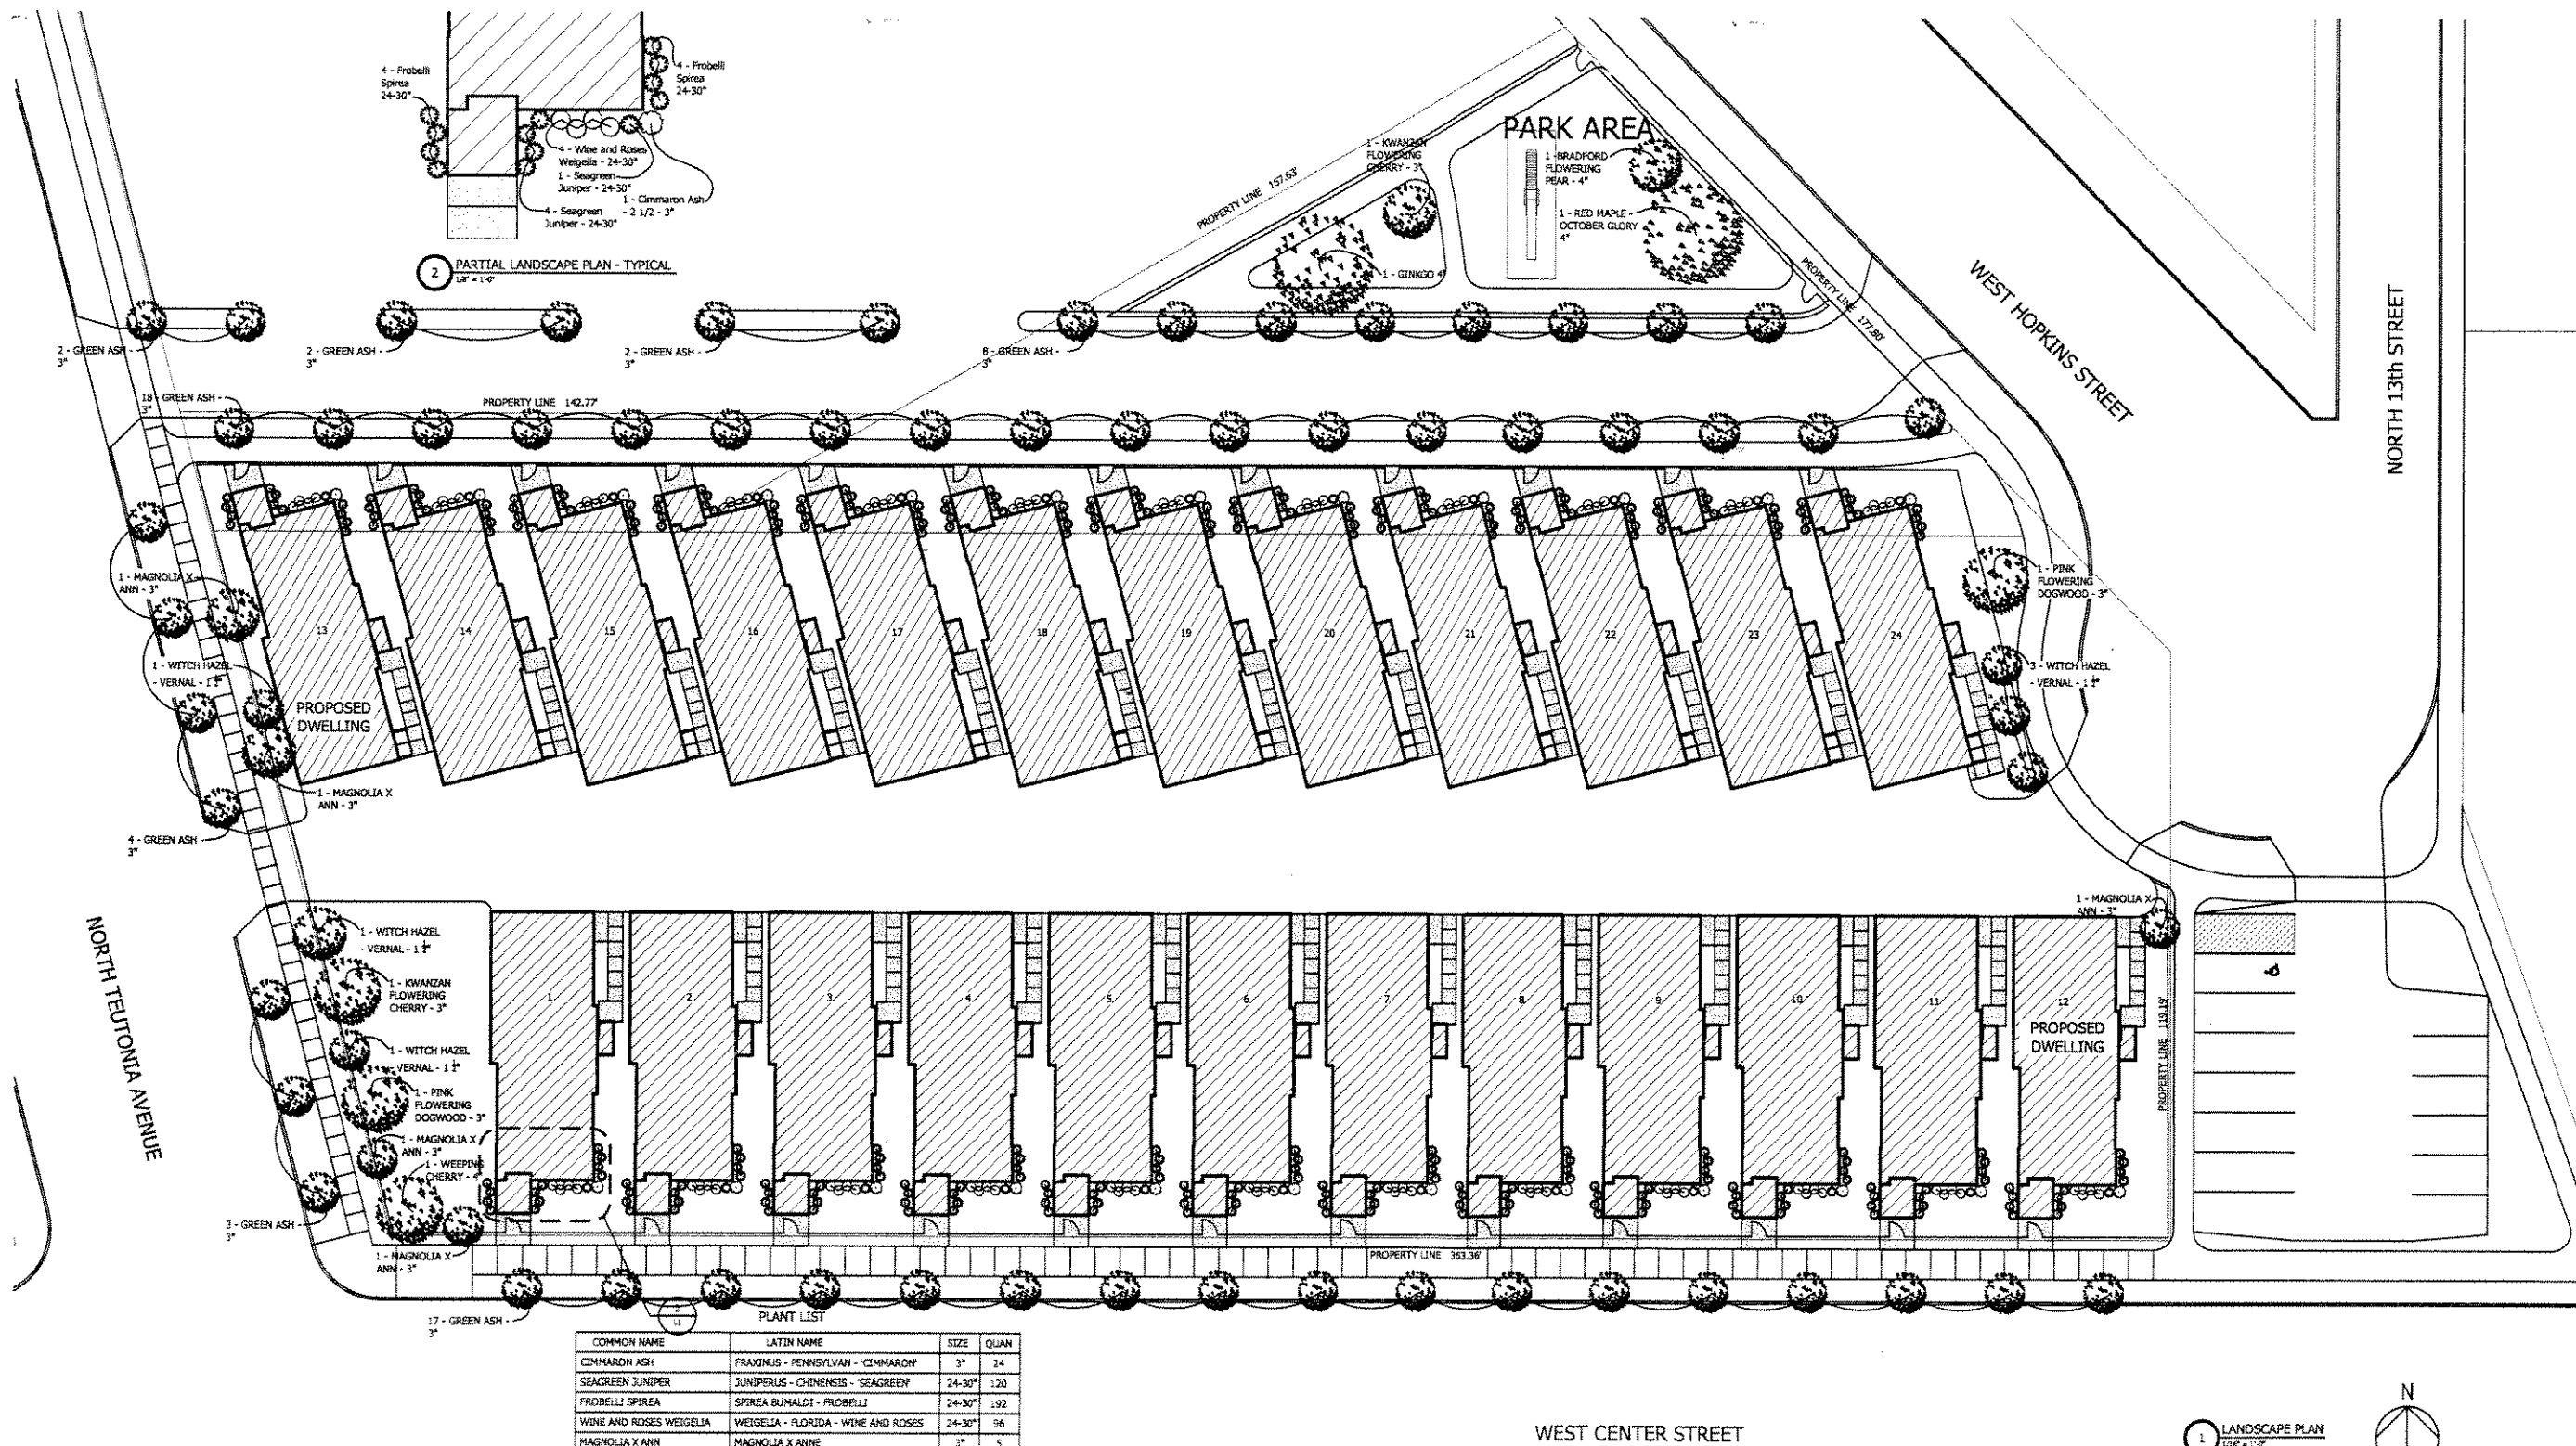 4 - Frobelli
Spirea
24-30"
4 - Frobelli
Spirea
24-30"
4 - Wine and Roses
Weigelia - 24-30"
1 - Seagreen
Juniper - 24-30"
1 - Cimmaron Ash
- 2 1/2 - 3"
4 - Seagreen
Juniper - 24-30"
2 PARTIAL LANDSCAPE PLAN - TYPICAL
1/8" = 1'-0"
PARK AREA
1 - KWANZAN
FLOWERING
CHERRY - 3"
1 - BRADFORD
FLOWERING
PEAR - 4"
1 - RED MAPLE -
OCTOBER GLORY
4"
1 - GINKGO 4"
PROPERTY LINE 157.63'
PROPERTY LINE 177.80'
WEST HOPKINS STREET
NORTH 13th STREET
2 - GREEN ASH -
3"
2 - GREEN ASH -
3"
2 - GREEN ASH -
3"
8 - GREEN ASH -
3"
18 - GREEN ASH -
3"
PROPERTY LINE 142.77'
1 - MAGNOLIA X
ANN - 3"
1 - WITCH HAZEL
- VERNAL - 1 1/2"
PROPOSED
DWELLING
1 - MAGNOLIA X
ANN - 3"
4 - GREEN ASH -
3"
13
14
15
16
17
18
19
20
21
22
23
24
1 - PINK
FLOWERING
DOGWOOD - 3"
3 - WITCH HAZEL
- VERNAL - 1 1/2"
NORTH TEUTONIA AVENUE
1 - WITCH HAZEL
- VERNAL - 1 1/2"
1 - KWANZAN
FLOWERING
CHERRY - 3"
1 - WITCH HAZEL
- VERNAL - 1 1/2"
1 - PINK
FLOWERING
DOGWOOD - 3"
1 - MAGNOLIA X
ANN - 3"
1 - WEEPING
CHERRY - 4"
3 - GREEN ASH -
3"
1 - MAGNOLIA X
ANN - 3"
1
2
3
4
5
6
7
8
9
10
11
12
PROPOSED
DWELLING
1 - MAGNOLIA X
ANN - 3"
PROPERTY LINE 119.19'
PROPERTY LINE 363.36'
17 - GREEN ASH -
3"
L1
PLANT LIST
COMMON NAME LATIN NAME SIZE QUAN
CIMMARON ASH FRAXINUS - PENNSYLVAN - 'CIMMARON' 3" 24
SEAGREEN JUNIPER JUNIPERUS - CHINENSIS - 'SEAGREEN' 24-30" 120
FROBELLI SPIREA SPIREA BUMALDI - FROBELLI 24-30" 192
WINE AND ROSES WEIGELIA WEIGELIA - FLORIDA - WINE AND ROSES 24-30" 96
MAGNOLIA X ANN MAGNOLIA X ANNE 3" 5
WEST CENTER STREET
1 LANDSCAPE PLAN
1/16" = 1'-0"
N